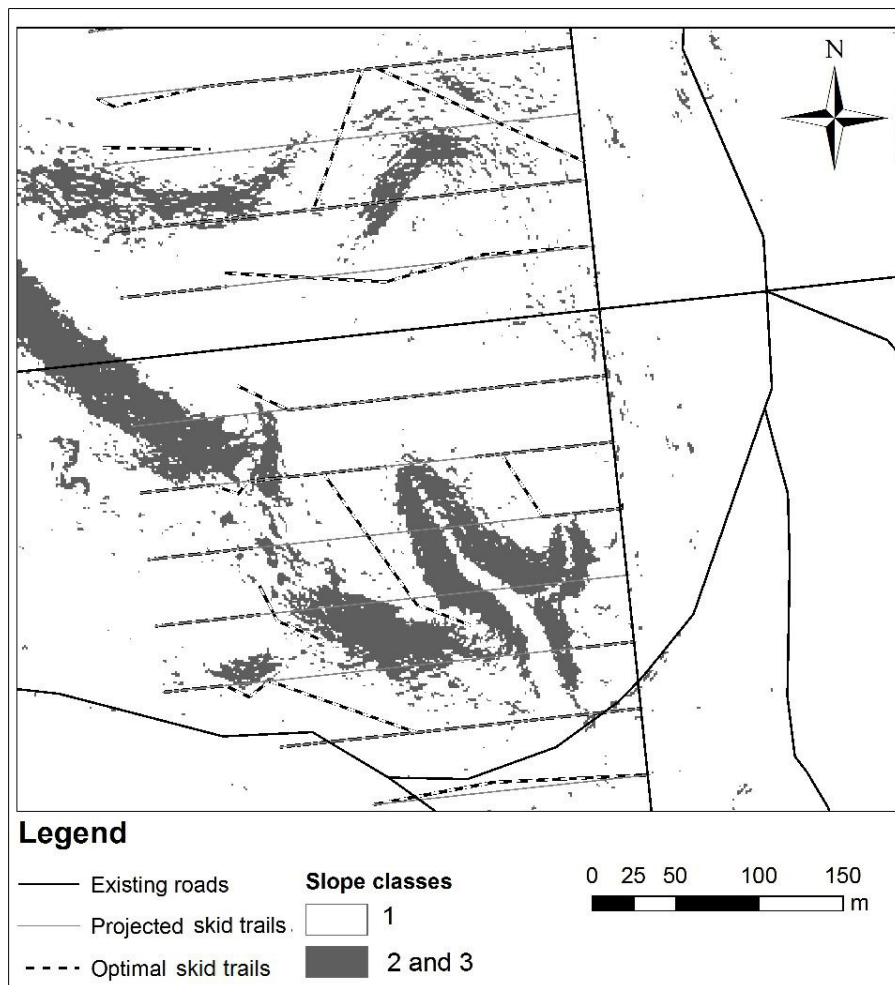 N
Legend
Existing roads
Projected skid trails.
Optimal skid trails
Slope classes
1
2 and 3
0 25 50 100 150
m